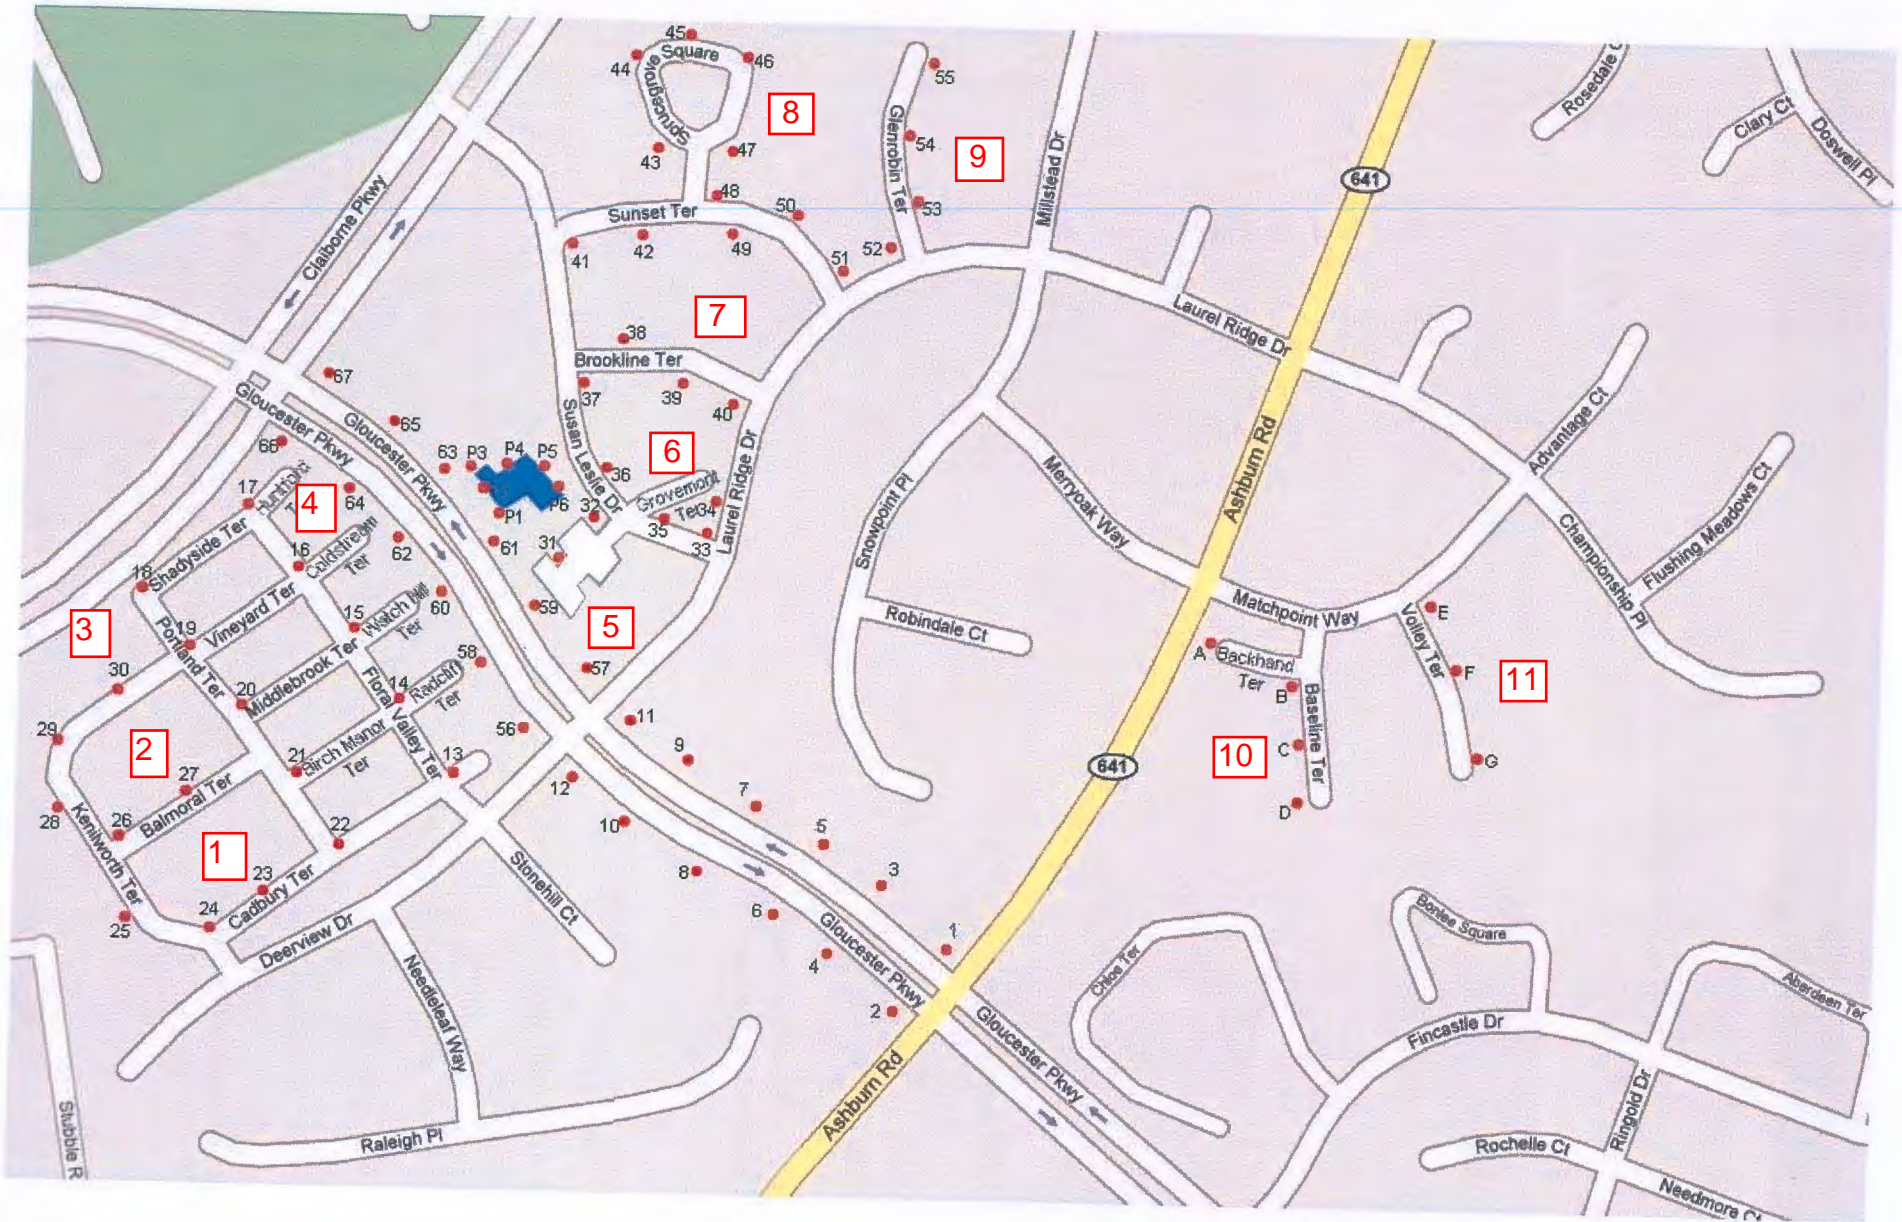 45
Square
44
46
Sprucegrove
8
43
47
48
Sunset Ter
50
41
42
49
51
52
55
Glenrobin Ter
54
9
53
Millstead Dr
641
Rosedale
Clary Ct
Doswell Pl
Claiborne Pkwy
7
38
Brookline Ter
37
39
40
Laurel Ridge Dr
67
Gloucester Pkwy
Gloucester Pkwy
65
66
63
P3
P4
P5
P6
P1
Susan Leslie Dr
6
36
Grovemont
Ter
34
32
35
33
Laurel Ridge Dr
31
61
17
4
64
Coldstream
Ter
62
16
Shadyside Ter
18
Vineyard Ter
15
Watch Hill
Ter
60
59
5
3
19
Portland Ter
30
20
Middlebrook Ter
Floral Valley Ter
14
Radcliff
Ter
58
57
29
2
21
Birch Manor
Ter
13
56
11
27
Balmoral Ter
26
28
Kenilworth Ter
22
1
23
Cadbury Ter
24
25
Deerview Dr
Stonehill Ct
Needleleaf Way
Raleigh Pl
Stubble R
12
10
9
7
8
5
6
3
4
1
2
Gloucester Pkwy
Gloucester Pkwy
Ashburn Rd
Ashburn Rd
641
Snowpoint Pl
Merryoak Way
Robindale Ct
Advantage Ct
Flushing Meadows Ct
Championship Pl
Matchpoint Way
Volley Ter
E
F
11
G
A
Backhand
Ter
B
Baseline Ter
C
10
D
Chloe Ter
Bonlee Square
Fincastle Dr
Aberdeen Ter
Ringold Dr
Rochelle Ct
Needmore Ct